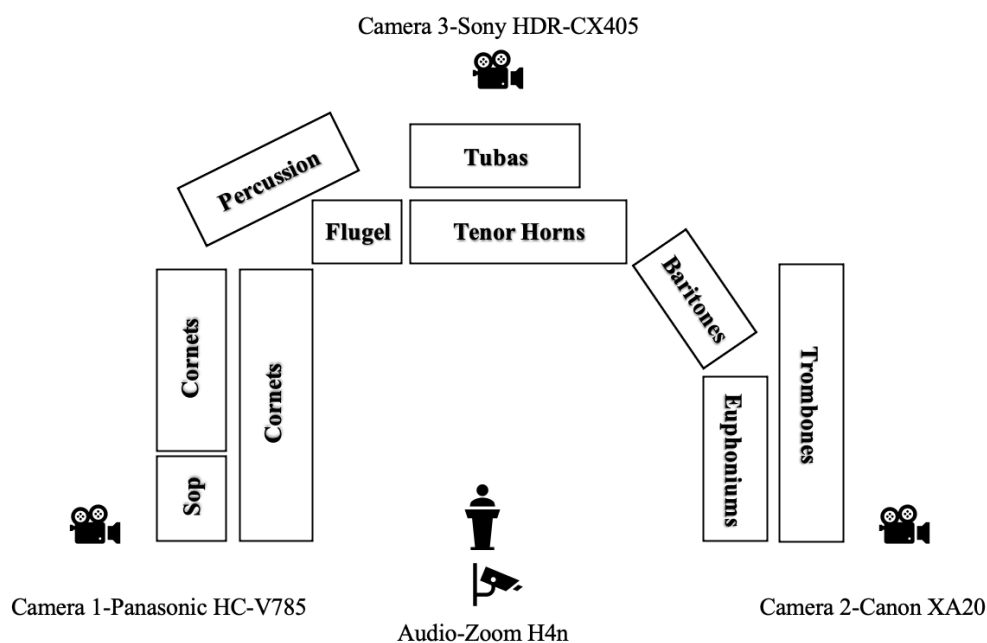 Camera 3-Sony HDR-CX405
Percussion
Tubas
Flugel
Tenor Horns
Baritones
Cornets
Cornets
Trombones
Sop
Euphoniums
Camera 1-Panasonic HC-V785
Camera 2-Canon XA20
Audio-Zoom H4n